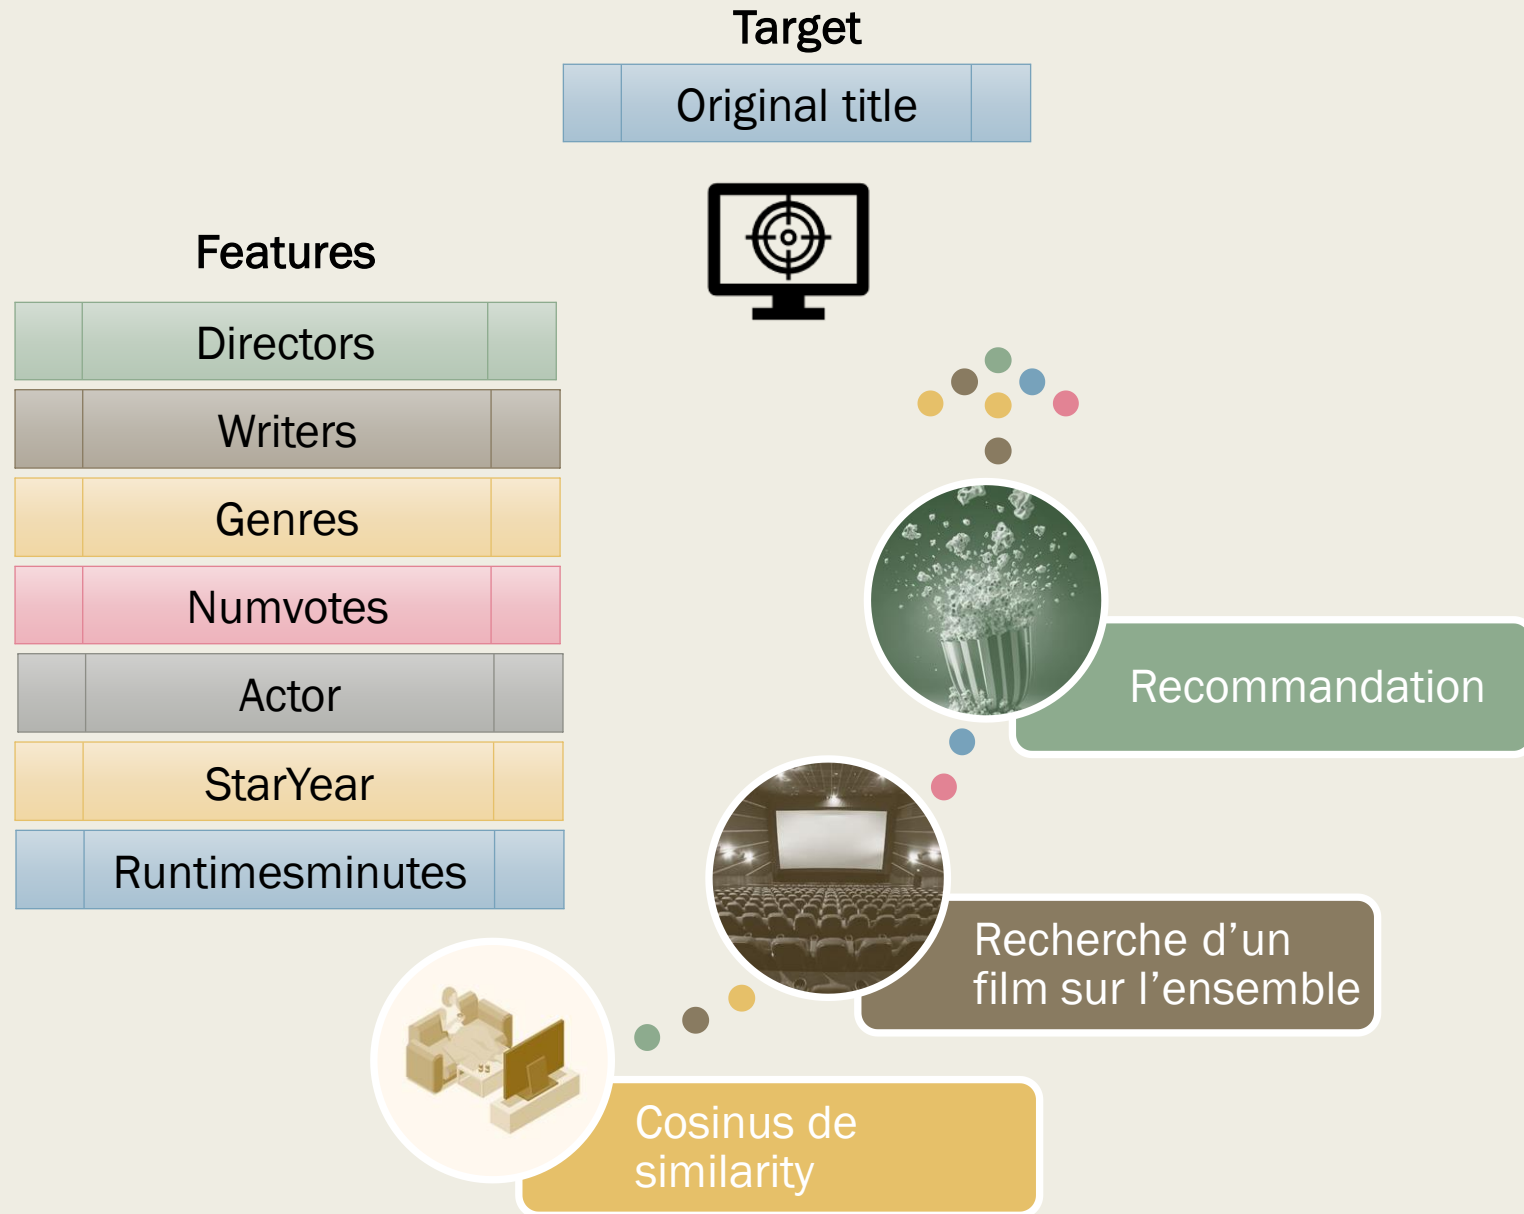 Target
Original title
Features
Directors
Writers
Genres
Numvotes
Actor
StarYear
Runtimesminutes
Recommandation
Recherche d’un
film sur l’ensemble
Cosinus de
similarity